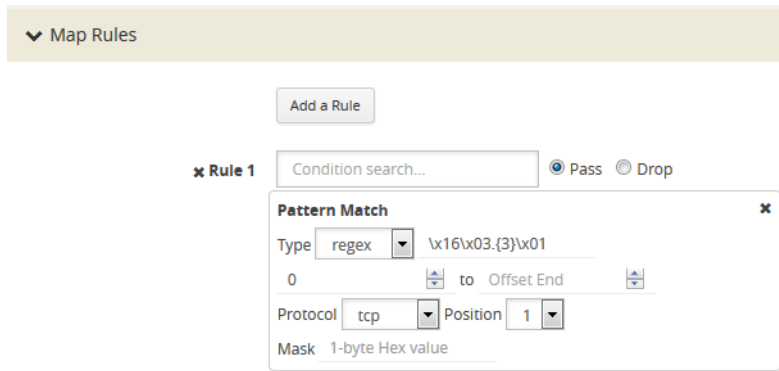 Map Rules
Add a Rule
Rule 1 Condition search... Pass Drop
Pattern Match
Type regex \x16\x03.{3}\x01
0 to Offset End
Protocol tcp Position 1
Mask 1-byte Hex value